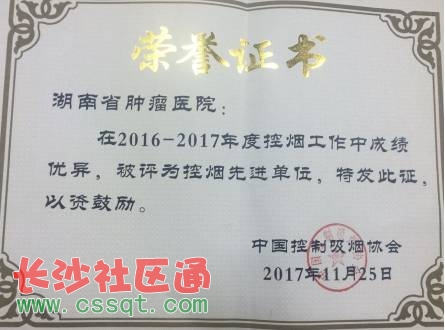 荣誉证书
湖南省肿瘤医院：
在2016-2017年度控烟工作中成绩
优异，被评为控烟先进单位，特发此证，
以资鼓励。
中国控制吸烟协会
2017年11月25日
长沙社区通
www.cssqt.com